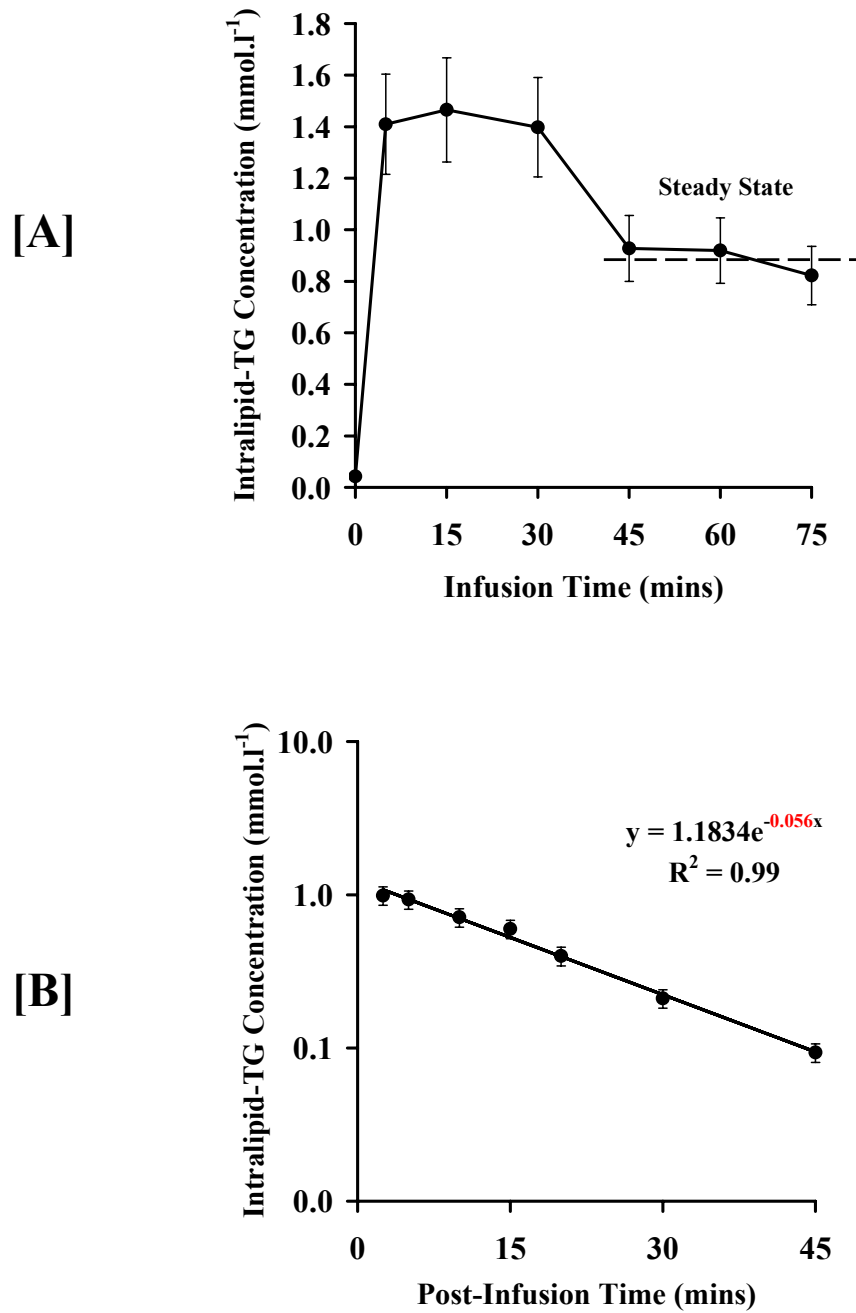 [A]
Intralipid-TG Concentration (mmol.l-1)
1.8
1.6
1.4
1.2
1.0
0.8
0.6
0.4
0.2
0.0
Steady State
0 15 30 45 60 75
Infusion Time (mins)
[B]
Intralipid-TG Concentration (mmol.l-1)
10.0
1.0
0.1
0.0
y = 1.1834e-0.056x
R2 = 0.99
0 15 30 45
Post-Infusion Time (mins)